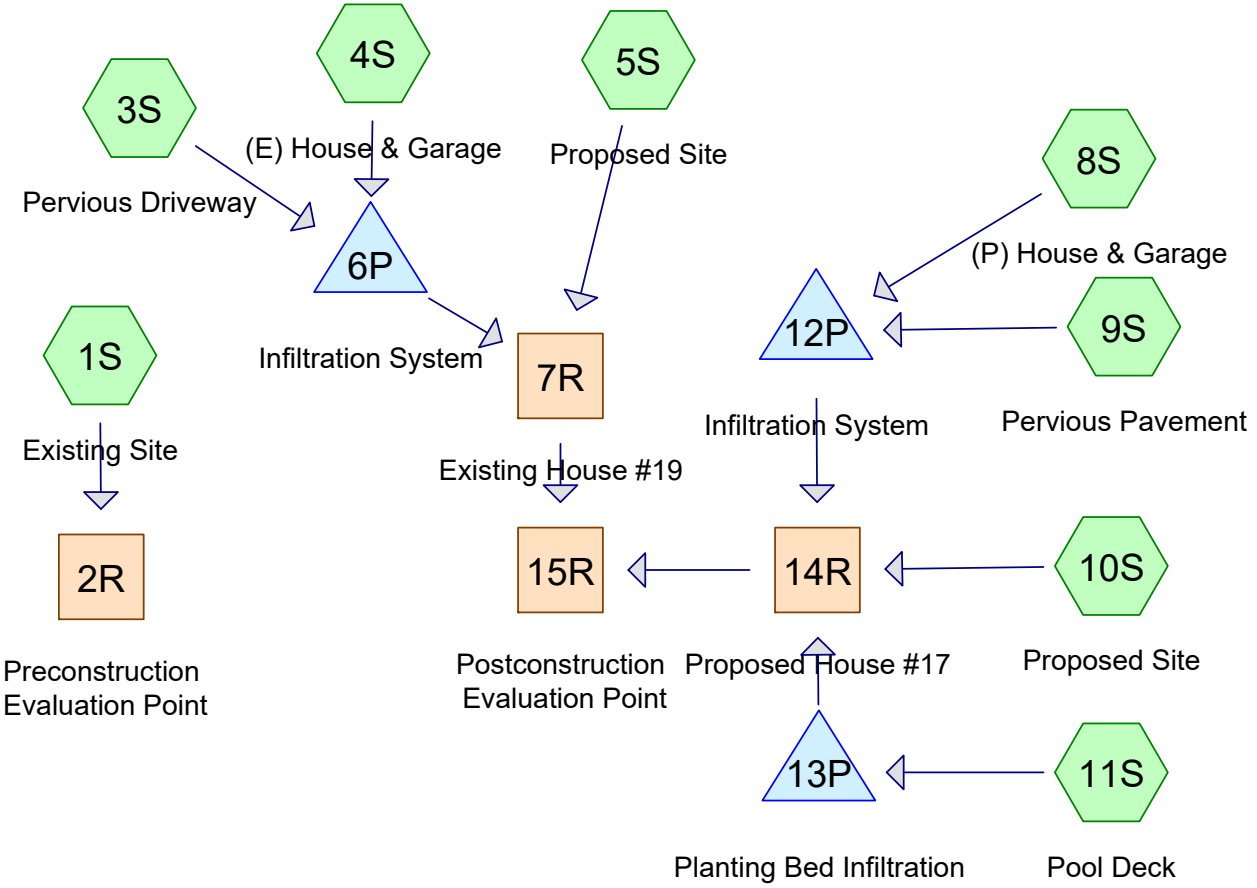 4S
5S
3S
(E) House & Garage
Proposed Site
8S
Pervious Driveway
(P) House & Garage
6P
12P
9S
1S
Infiltration System
7R
Pervious Pavement
Infiltration System
Existing Site
Existing House #19
2R
15R
14R
10S
Preconstruction
Evaluation Point
Postconstruction
Evaluation Point
Proposed House #17
Proposed Site
13P
11S
Planting Bed Infiltration
Pool Deck